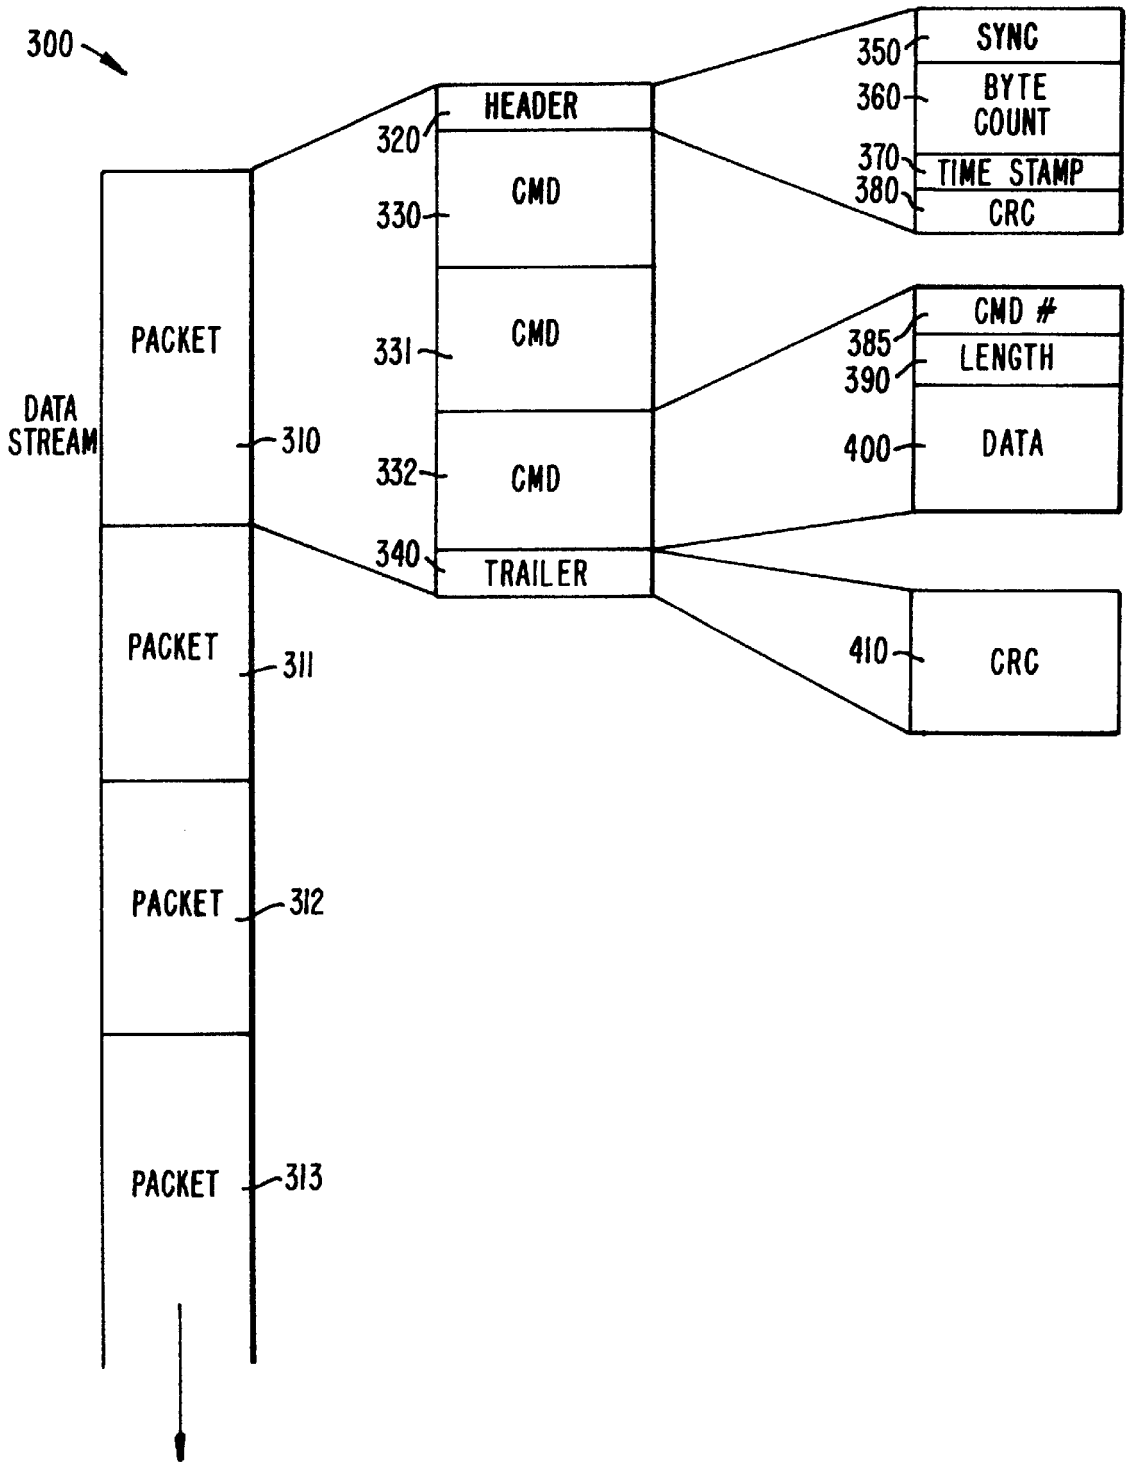 300
DATA
STREAM
PACKET
310
PACKET
311
PACKET
312
PACKET
313
HEADER
320
CMD
330
CMD
331
CMD
332
TRAILER
340
SYNC
350
BYTE
COUNT
360
TIME STAMP
370
CRC
380
CMD #
385
LENGTH
390
DATA
400
CRC
410